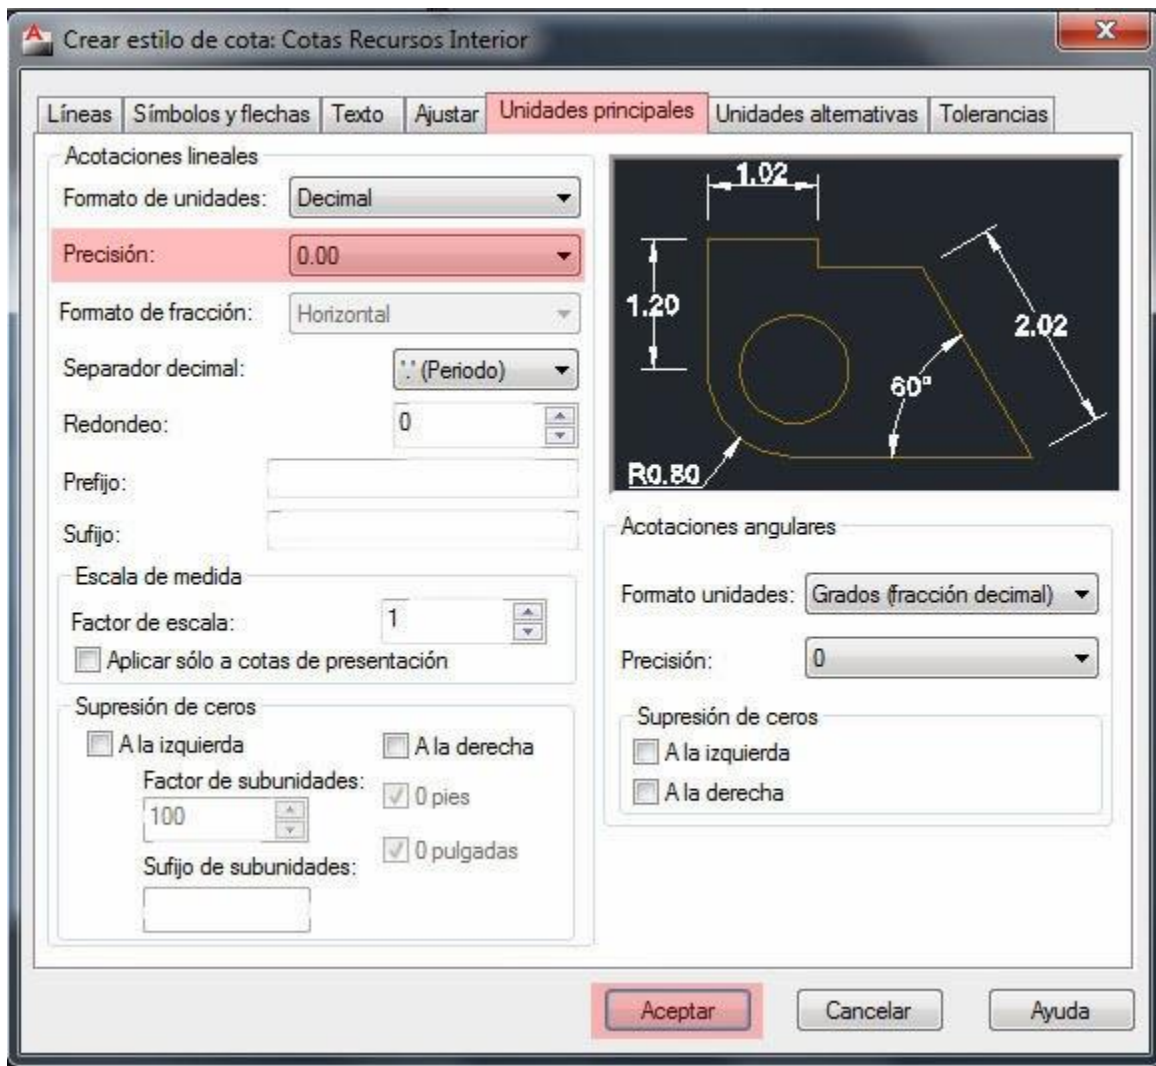 Crear estilo de cota: Cotas Recursos Interior
Líneas
Símbolos y flechas
Texto
Ajustar
Unidades principales
Unidades alternativas
Tolerancias
Acotaciones lineales
Formato de unidades:
Decimal
Precisión:
0.00
Formato de fracción:
Horizontal
Separador decimal:
'.' (Periodo)
Redondeo:
0
Prefijo:
Sufijo:
Escala de medida
Factor de escala:
1
Aplicar sólo a cotas de presentación
Supresión de ceros
A la izquierda
A la derecha
Factor de subunidades:
100
0 pies
0 pulgadas
Sufijo de subunidades:
1.02
1.20
2.02
60°
R0.80
Acotaciones angulares
Formato unidades:
Grados (fracción decimal)
Precisión:
0
Supresión de ceros
A la izquierda
A la derecha
Aceptar
Cancelar
Ayuda